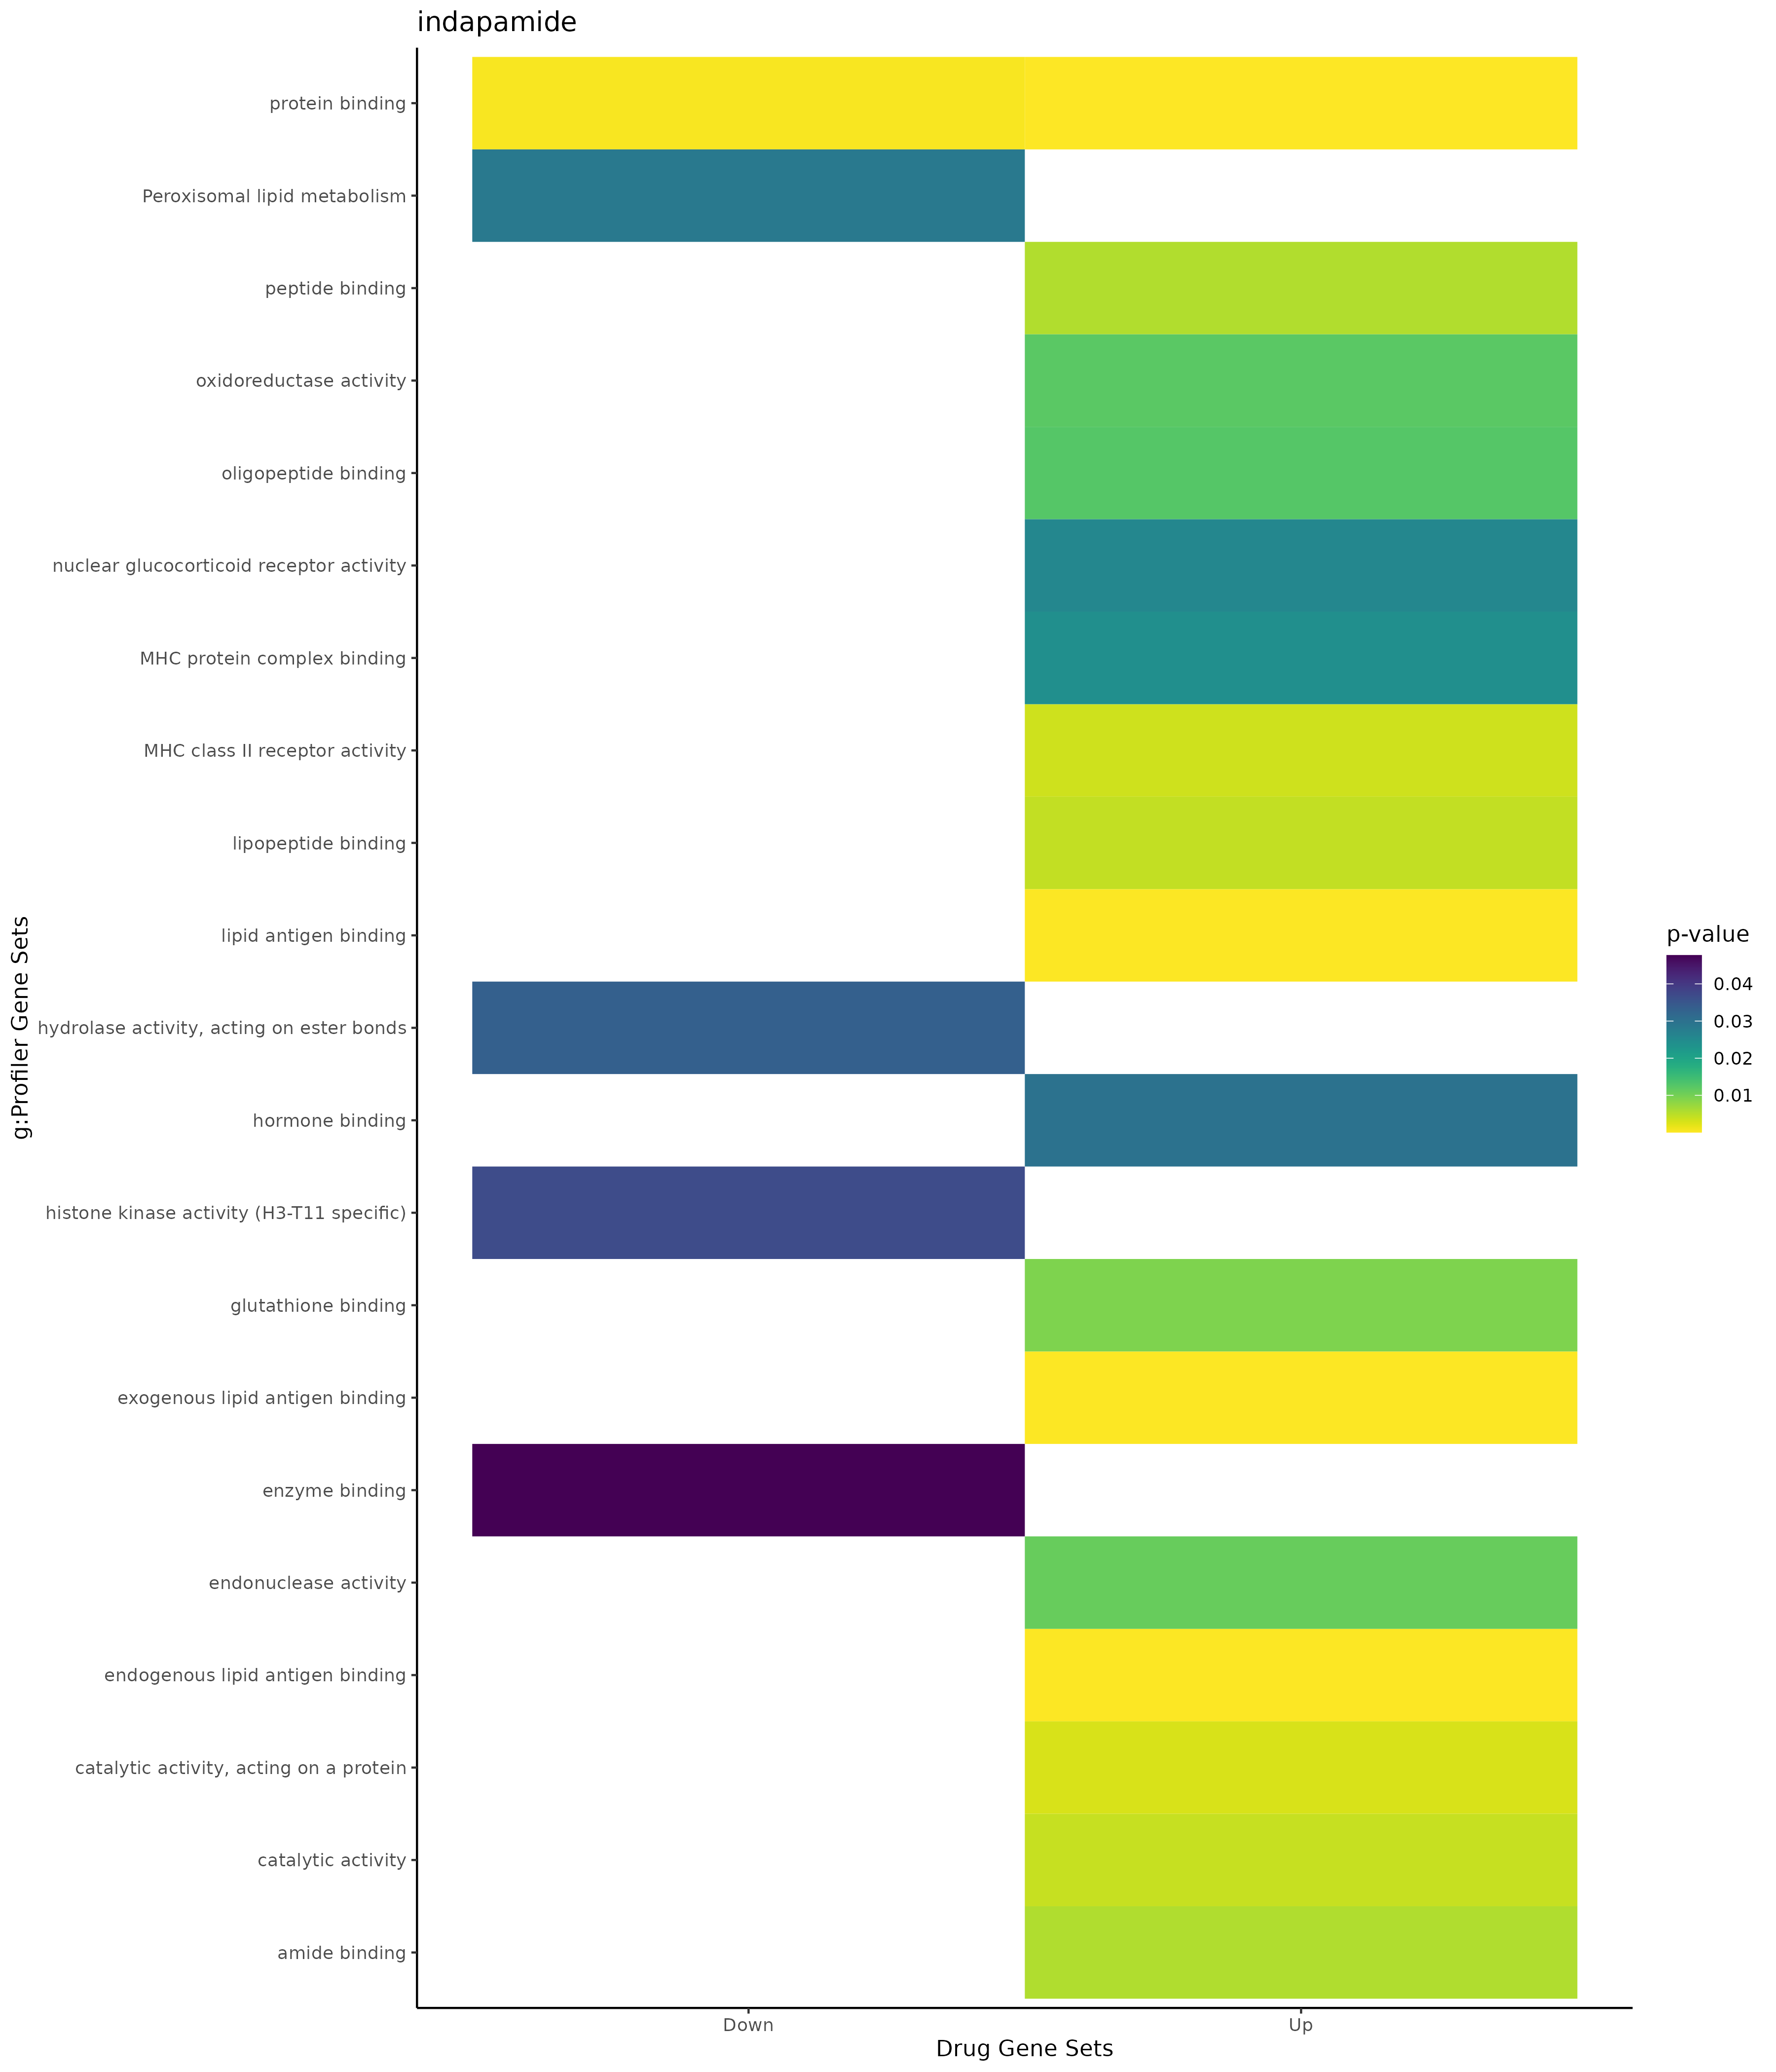 indapamide
protein binding
Peroxisomal lipid metabolism
peptide binding
oxidoreductase activity
oligopeptide binding
nuclear glucocorticoid receptor activity
MHC protein complex binding
MHC class II receptor activity
lipopeptide binding
lipid antigen binding
hydrolase activity, acting on ester bonds
hormone binding
histone kinase activity (H3-T11 specific)
glutathione binding
exogenous lipid antigen binding
enzyme binding
endonuclease activity
endogenous lipid antigen binding
catalytic activity, acting on a protein
catalytic activity
amide binding
g:Profiler Gene Sets
Down
Up
Drug Gene Sets
p-value
0.04
0.03
0.02
0.01